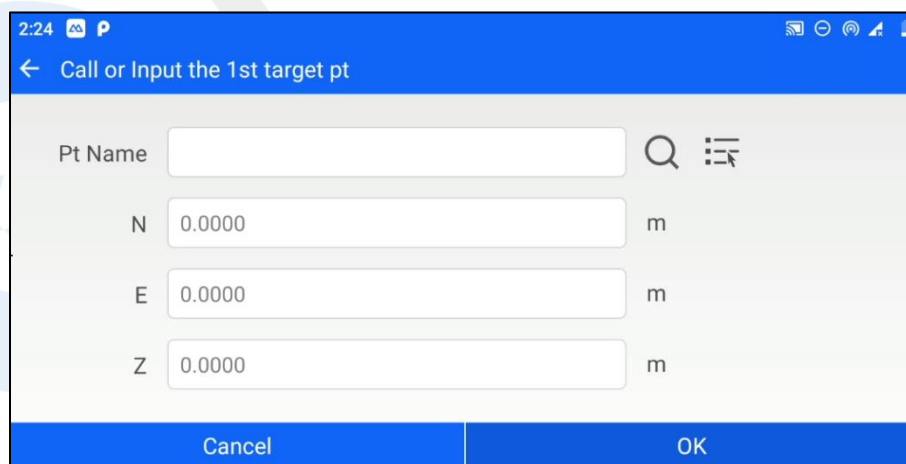 2:24
Call or Input the 1st target pt
Pt Name
N 0.0000 m
E 0.0000 m
Z 0.0000 m
Cancel OK